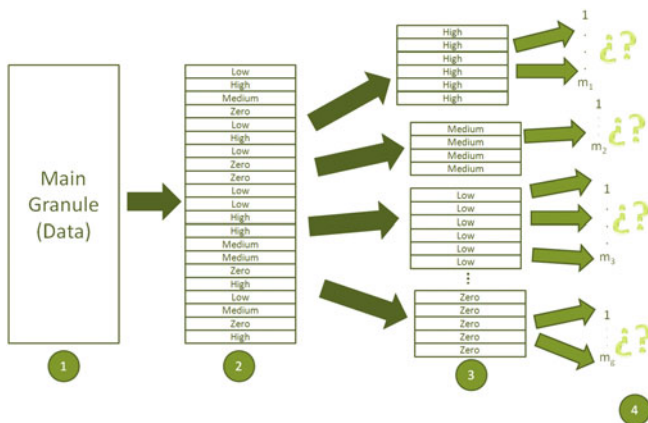 Main
Granule
(Data)
1
Low
High
Medium
Zero
Low
High
Low
Zero
Zero
Low
Low
High
High
Medium
Medium
Zero
High
Low
Medium
Zero
High
2
High
High
High
High
High
High
Medium
Medium
Medium
Medium
Low
Low
Low
Low
Low
Low
⋮
Zero
Zero
Zero
Zero
Zero
3
1
.
.
.
m₁
¿?
1
.
.
m₂
¿?
1
.
.
.
m₃
¿?
1
.
.
m_g
¿?
4